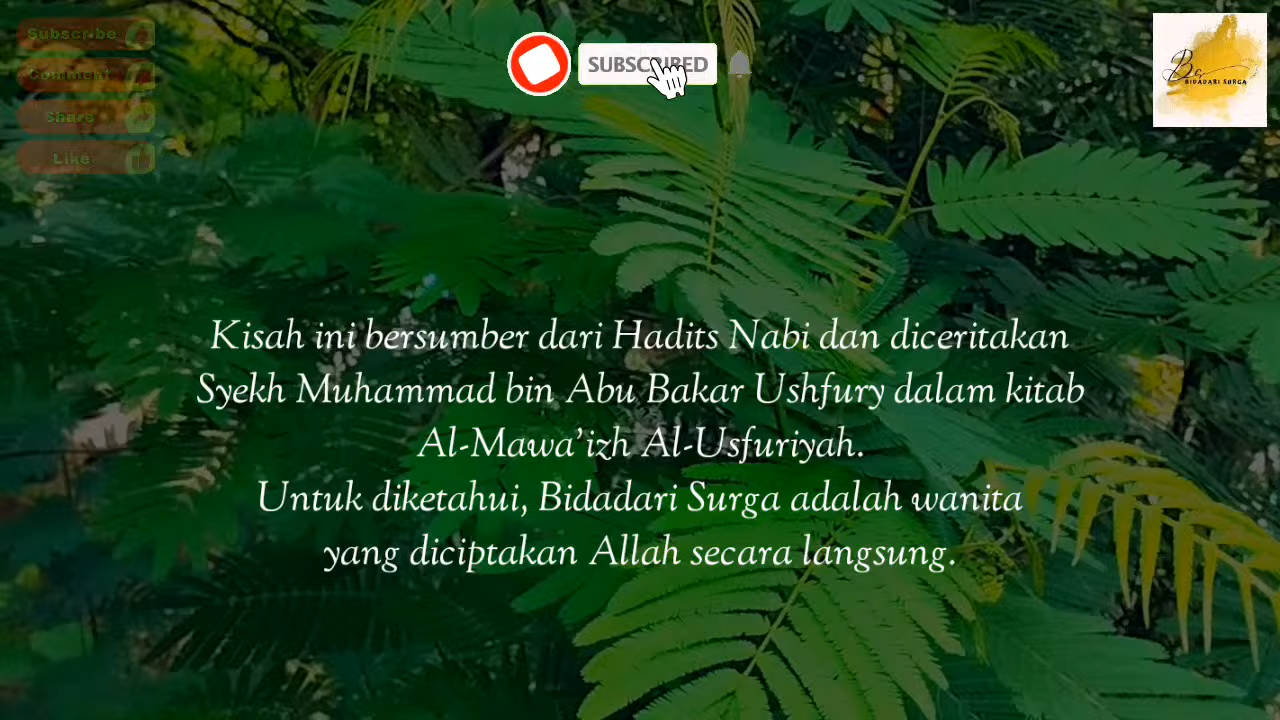 Subscribe
Comment
Share
Like
SUBSCRIBED
Bs
BIDADARI SURGA
Kisah ini bersumber dari Hadits Nabi dan diceritakan
Syekh Muhammad bin Abu Bakar Ushfury dalam kitab
Al-Mawa’izh Al-Usfuriyah.
Untuk diketahui, Bidadari Surga adalah wanita
yang diciptakan Allah secara langsung.